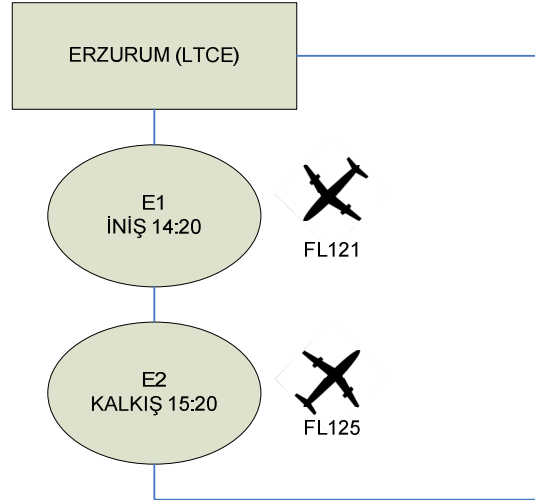 ERZURUM (LTCE)
E1
İNİŞ 14:20
FL121
E2
KALKIŞ 15:20
FL125